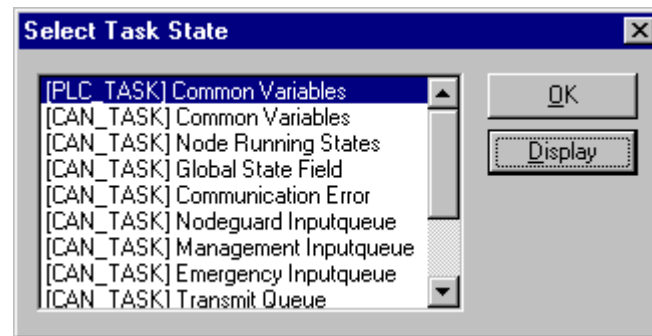 Select Task State
[PLC_TASK] Common Variables
[CAN_TASK] Common Variables
[CAN_TASK] Node Running States
[CAN_TASK] Global State Field
[CAN_TASK] Communication Error
[CAN_TASK] Nodeguard Inputqueue
[CAN_TASK] Management Inputqueue
[CAN_TASK] Emergency Inputqueue
[CAN_TASK] Transmit Queue
OK
Display